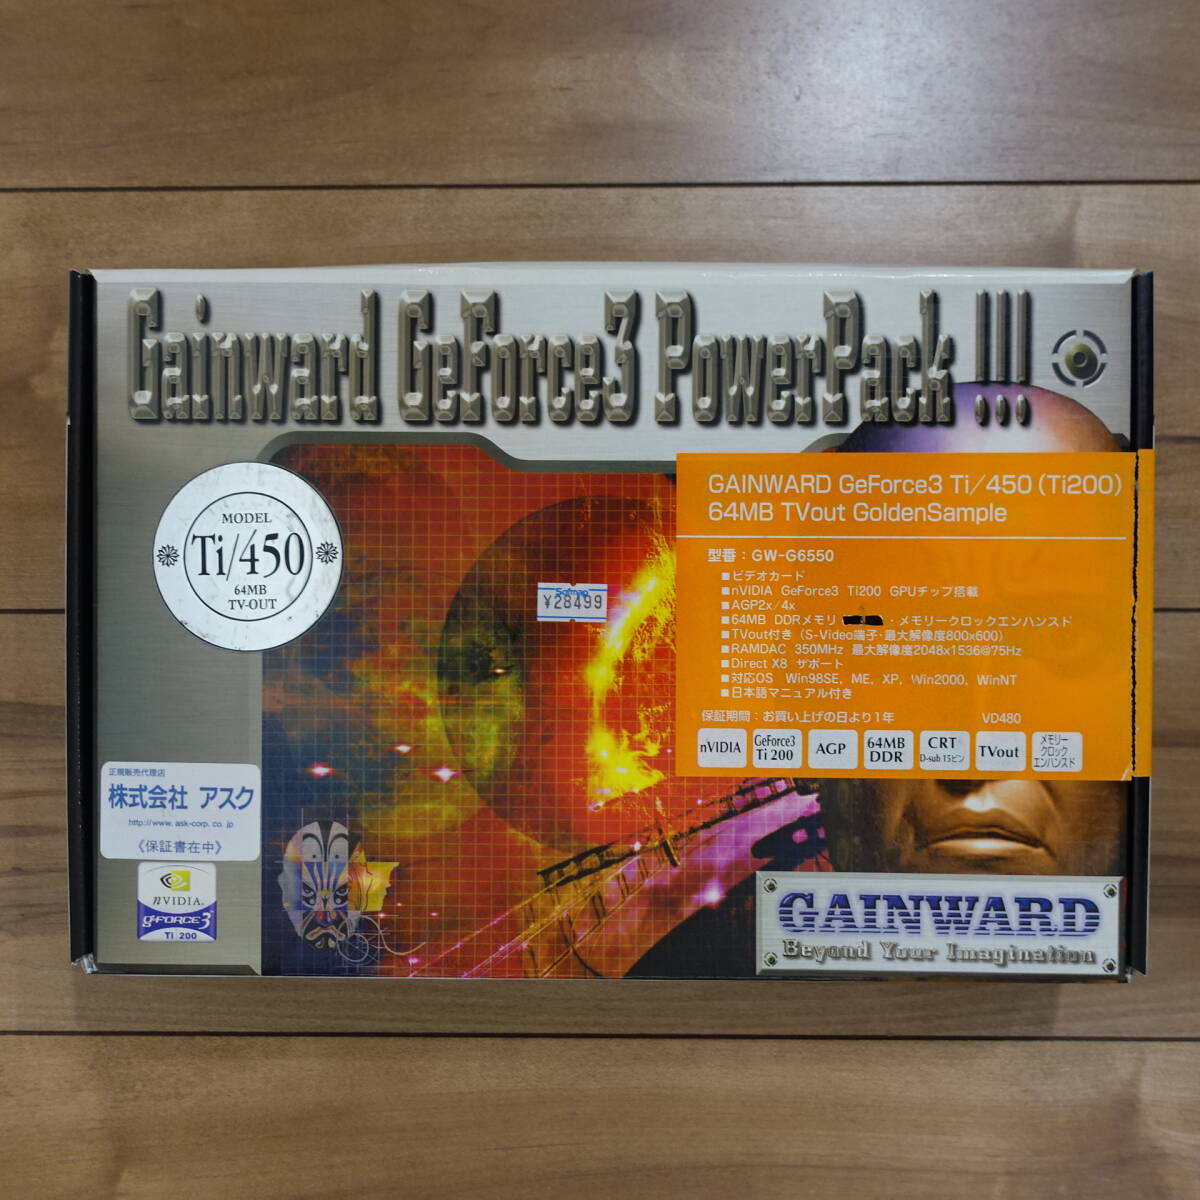 Gainward GeForce3 PowerPack !!!
MODEL
Ti/450
64MB
TV-OUT
Sofmap
¥28499
GAINWARD GeForce3 Ti/450 (Ti200)
64MB TVout GoldenSample
型番：GW-G6550
■ビデオカード
■nVIDIA GeForce3 Ti200 GPUチップ搭載
■AGP2x/4x
■64MB DDRメモリ ・メモリークロックエンハンスド
■TVout付き（S-Video端子・最大解像度800x600）
■RAMDAC 350MHz 最大解像度2048x1536@75Hz
■Direct X8 サポート
■対応OS Win98SE, ME, XP, Win2000, WinNT
■日本語マニュアル付き
保証期間：お買い上げの日より1年 VD480
nVIDIA
GeForce3
Ti 200
AGP
64MB
DDR
CRT
D-sub 15ピン
TVout
メモリー
クロック
エンハンスド
正規販売代理店
株式会社 アスク
http://www.ask-corp.co.jp
《保証書在中》
nVIDIA.
GeFORCE3
Ti 200
GAINWARD
Beyond Your Imagination